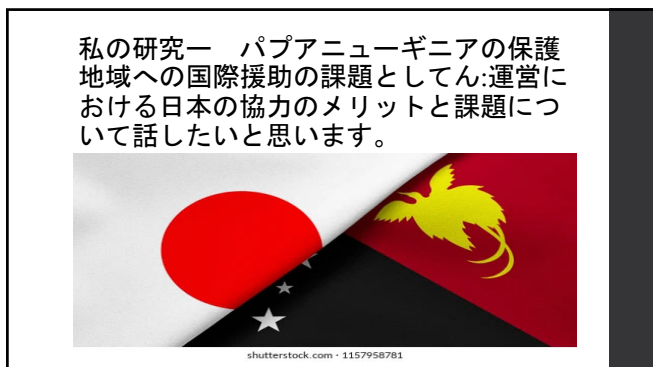 私の研究ー　パプアニューギニアの保護
地域への国際援助の課題としてん:運営に
おける日本の協力のメリットと課題につ
いて話したいと思います。
shutterstock.com · 1157958781